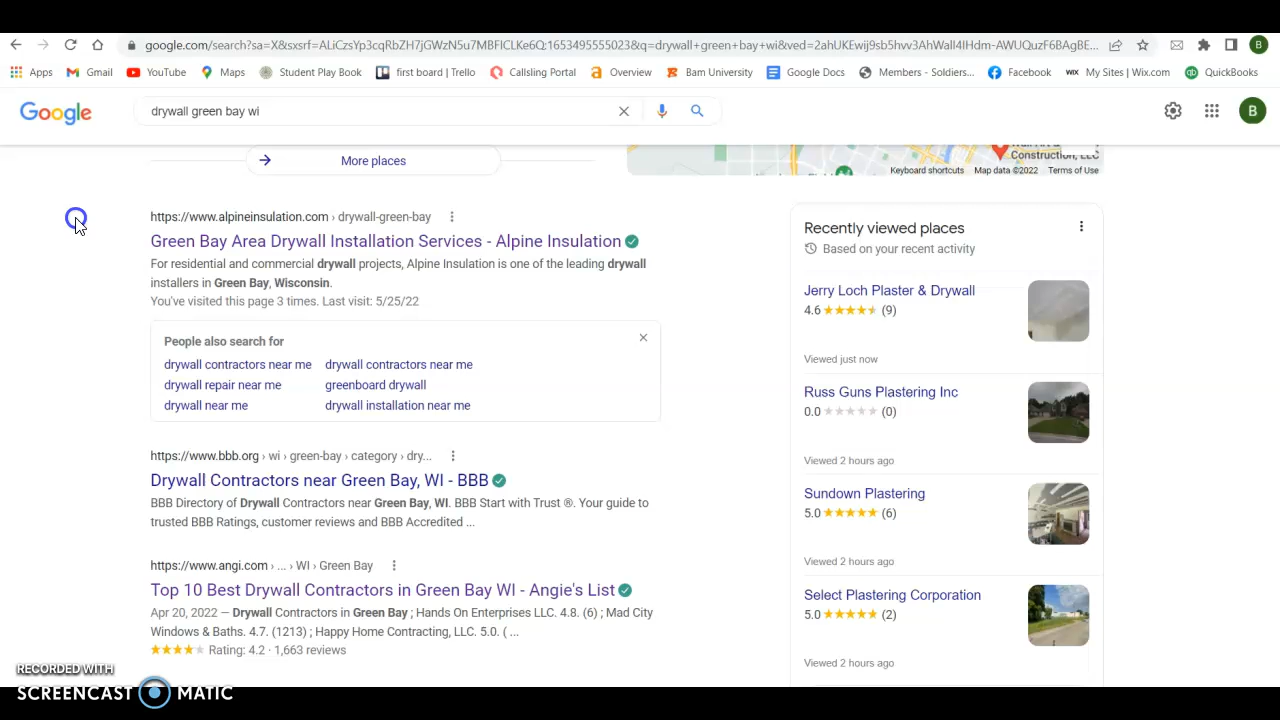 google.com/search?sa=X&sxsrf=ALiCzsYp3cqRbZH7jGWzN5u7MBFlCLKe6Q:1653495555023&q=drywall+green+bay+wi&ved=2ahUKEwij9sb5hvv3AhWaII4IHdm-AWUQuzF6BAgBE...
Apps Gmail YouTube Maps Student Play Book first board | Trello Callsling Portal Overview Bam University Google Docs Members - Soldiers... Facebook WIX My Sites | Wix.com QuickBooks
B
Google drywall green bay wi B
→ More places
Construction, LLC
Keyboard shortcuts Map data ©2022 Terms of Use
https://www.alpineinsulation.com › drywall-green-bay
Green Bay Area Drywall Installation Services - Alpine Insulation
For residential and commercial drywall projects, Alpine Insulation is one of the leading drywall
installers in Green Bay, Wisconsin.
You've visited this page 3 times. Last visit: 5/25/22
People also search for
drywall contractors near me drywall contractors near me
drywall repair near me greenboard drywall
drywall near me drywall installation near me
https://www.bbb.org › wi › green-bay › category › dry...
Drywall Contractors near Green Bay, WI - BBB
BBB Directory of Drywall Contractors near Green Bay, WI. BBB Start with Trust ®. Your guide to
trusted BBB Ratings, customer reviews and BBB Accredited ...
https://www.angi.com › ... › WI › Green Bay
Top 10 Best Drywall Contractors in Green Bay WI - Angie's List
Apr 20, 2022 — Drywall Contractors in Green Bay ; Hands On Enterprises LLC. 4.8. (6) ; Mad City
Windows & Baths. 4.7. (1213) ; Happy Home Contracting, LLC. 5.0. ( ...
Rating: 4.2 · 1,663 reviews
Recently viewed places
Based on your recent activity
Jerry Loch Plaster & Drywall
4.6 (9)
Viewed just now
Russ Guns Plastering Inc
0.0 (0)
Viewed 2 hours ago
Sundown Plastering
5.0 (6)
Viewed 2 hours ago
Select Plastering Corporation
5.0 (2)
Viewed 2 hours ago
RECORDED WITH
SCREENCAST MATIC